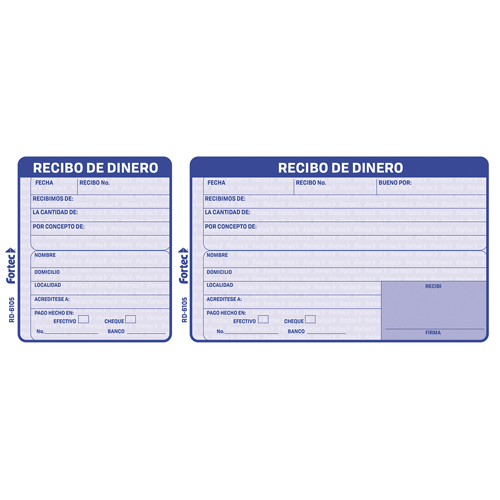 RECIBO DE DINERO
FECHA RECIBO No.
RECIBIMOS DE:
LA CANTIDAD DE:
POR CONCEPTO DE:
NOMBRE
DOMICILIO
LOCALIDAD
ACREDITESE A:
PAGO HECHO EN:
EFECTIVO CHEQUE
No. BANCO
Fortec
RD-6105
RECIBO DE DINERO
FECHA RECIBO No. BUENO POR:
RECIBIMOS DE:
LA CANTIDAD DE:
POR CONCEPTO DE:
NOMBRE
DOMICILIO
LOCALIDAD
ACREDITESE A:
PAGO HECHO EN:
EFECTIVO CHEQUE
No. BANCO
RECIBI
FIRMA
Fortec
RD-6105